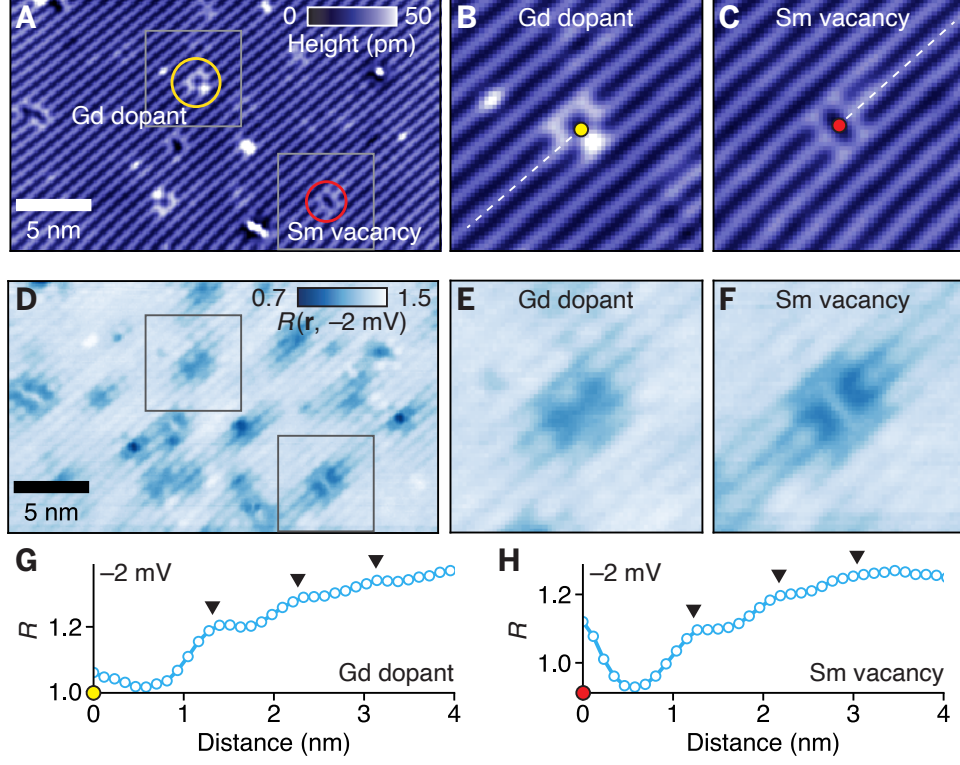 A
0 50
Height (pm)
Gd dopant
5 nm
Sm vacancy
B
Gd dopant
C
Sm vacancy
D
0.7 1.5
R(r, –2 mV)
5 nm
E
Gd dopant
F
Sm vacancy
G
–2 mV
R
1.2
1.0
Gd dopant
0 1 2 3 4
Distance (nm)
H
–2 mV
R
1.2
1.0
Sm vacancy
0 1 2 3 4
Distance (nm)